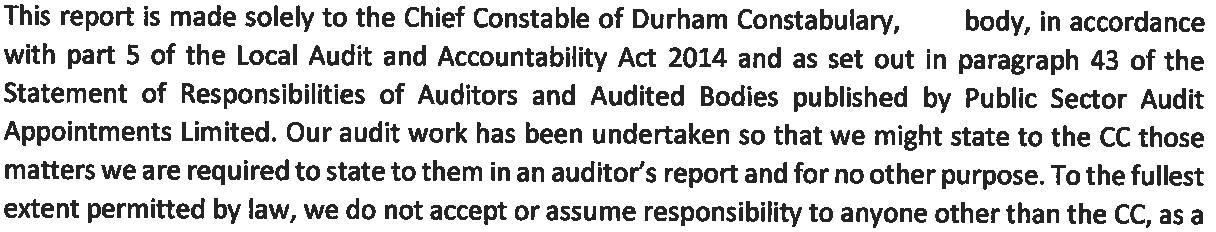 This report is made solely to the Chief Constable of Durham Constabulary, body, in accordance
with part 5 of the Local Audit and Accountability Act 2014 and as set out in paragraph 43 of the
Statement of Responsibilities of Auditors and Audited Bodies published by Public Sector Audit
Appointments Limited. Our audit work has been undertaken so that we might state to the CC those
matters we are required to state to them in an auditor's report and for no other purpose. To the fullest
extent permitted by law, we do not accept or assume responsibility to anyone other than the CC, as a